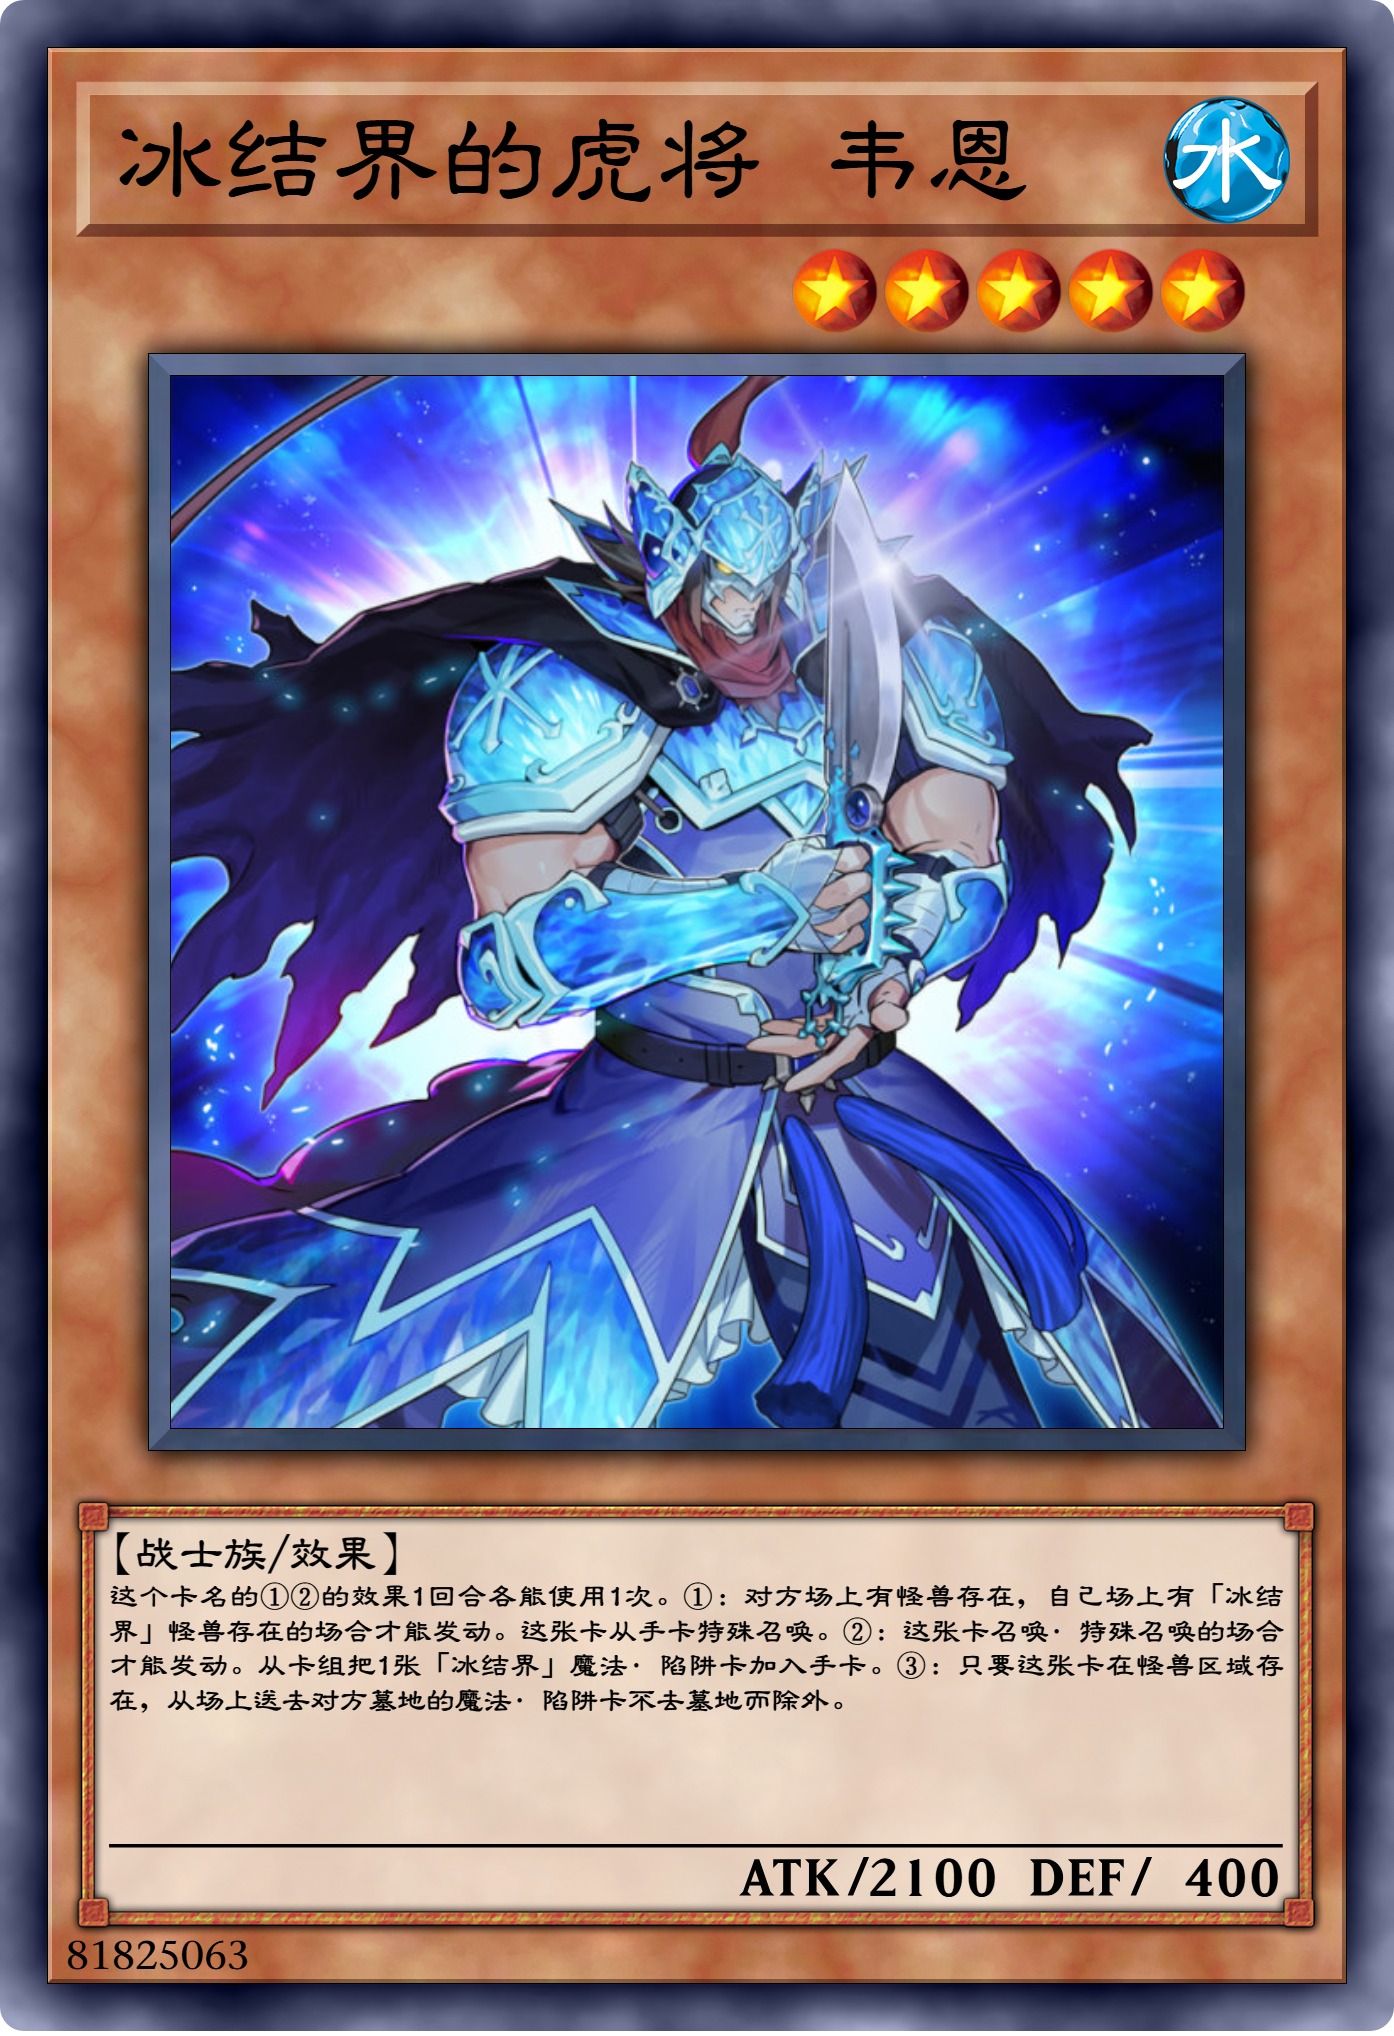 冰结界的虎将 韦恩
水
【战士族/效果】
这个卡名的①②的效果1回合各能使用1次。①：对方场上有怪兽存在，自己场上有「冰结
界」怪兽存在的场合才能发动。这张卡从手卡特殊召唤。②：这张卡召唤·特殊召唤的场合
才能发动。从卡组把1张「冰结界」魔法·陷阱卡加入手卡。③：只要这张卡在怪兽区域存
在，从场上送去对方墓地的魔法·陷阱卡不去墓地而除外。
ATK/2100 DEF/ 400
81825063